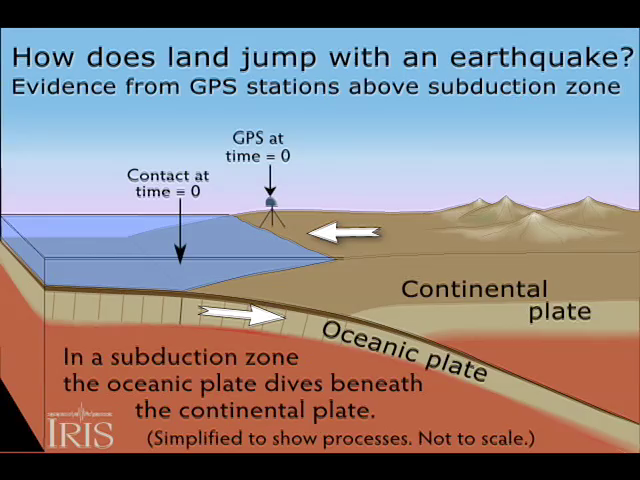 How does land jump with an earthquake?
Evidence from GPS stations above subduction zone
GPS at
time = 0
Contact at
time = 0
Continental
plate
Oceanic plate
In a subduction zone
the oceanic plate dives beneath
the continental plate.
(Simplified to show processes. Not to scale.)
IRIS